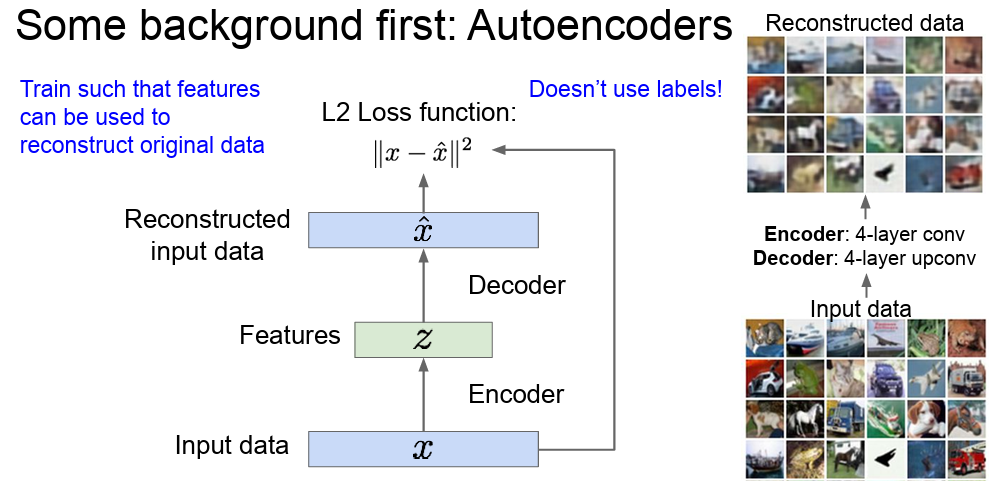 Some background first: Autoencoders
Reconstructed data
Train such that features
can be used to
reconstruct original data
Doesn’t use labels!
L2 Loss function:
‖x − x̂‖²
Reconstructed
input data
x̂
Decoder
Features
z
Encoder
Input data
x
Encoder: 4-layer conv
Decoder: 4-layer upconv
Input data